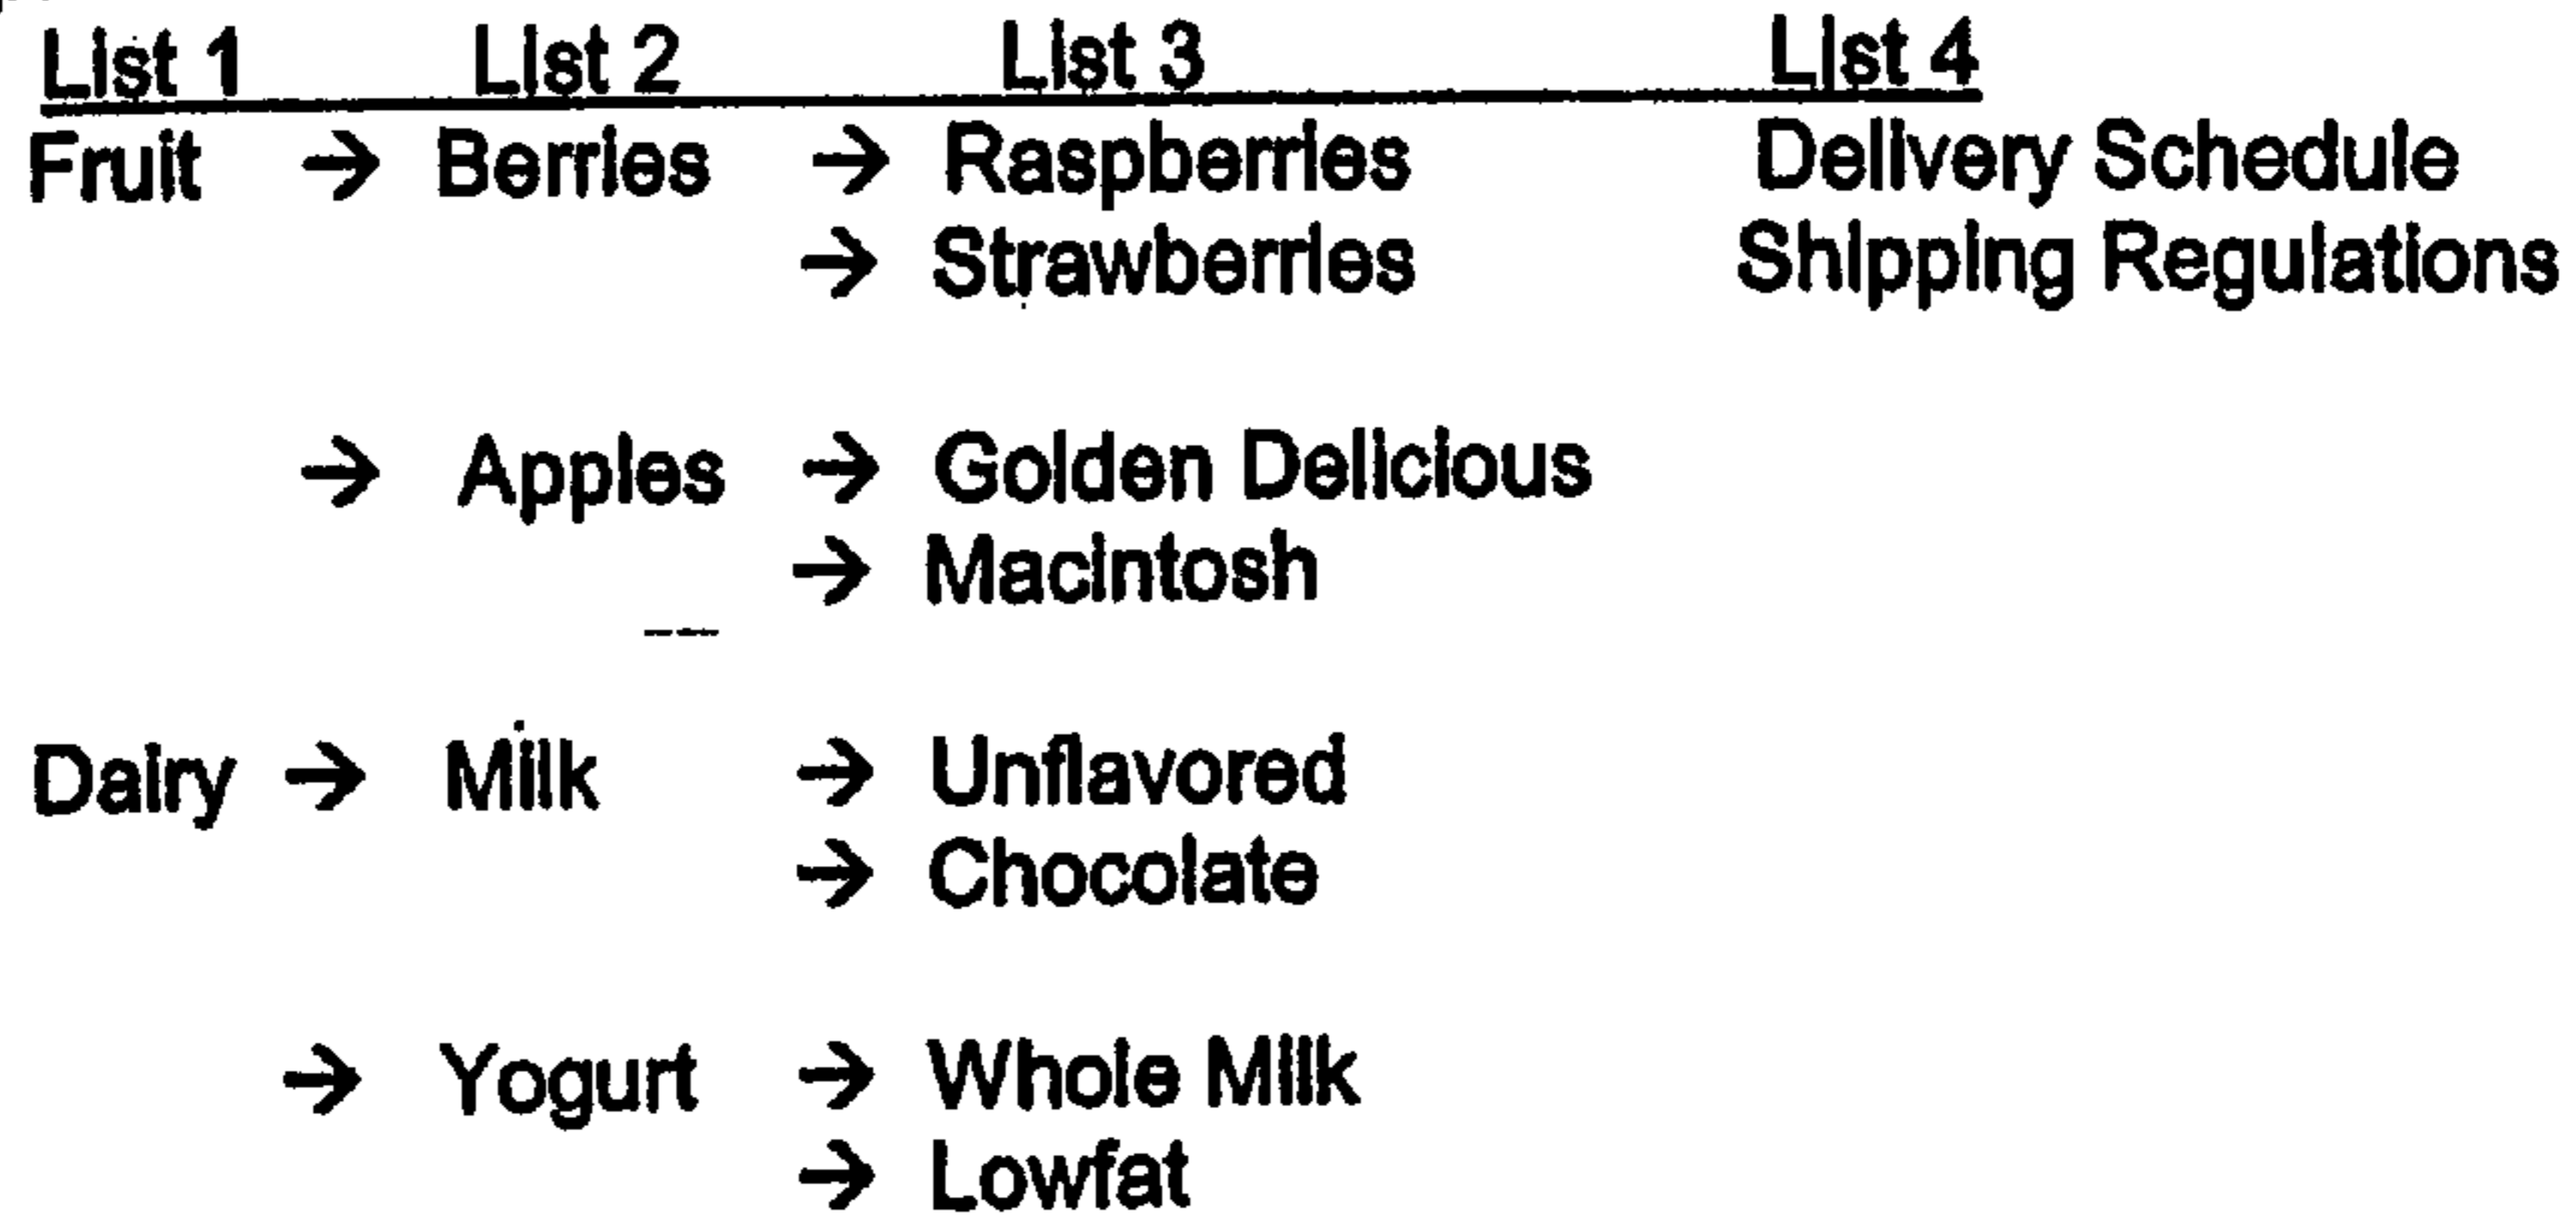 List 1 List 2 List 3 List 4
Fruit → Berries → Raspberries Delivery Schedule
→ Strawberries Shipping Regulations
→ Apples → Golden Delicious
→ Macintosh
Dairy → Milk → Unflavored
→ Chocolate
→ Yogurt → Whole Milk
→ Lowfat